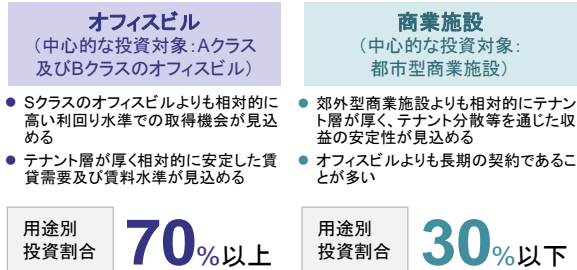 オフィスビル
（中心的な投資対象：Aクラス
及びBクラスのオフィスビル）
● Sクラスのオフィスビルよりも相対的に
高い利回り水準での取得機会が見込
める
● テナント層が厚く相対的に安定した賃
貸需要及び賃料水準が見込める
用途別
投資割合
70%以上
商業施設
（中心的な投資対象：
都市型商業施設）
● 郊外型商業施設よりも相対的にテナン
ト層が厚く、テナント分散等を通じた収
益の安定性が見込める
● オフィスビルよりも長期の契約であるこ
とが多い
用途別
投資割合
30%以下